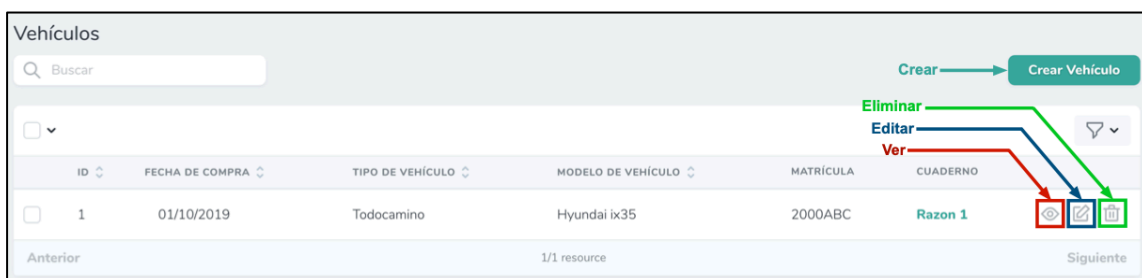 Vehículos
Buscar
Crear
Crear Vehículo
Eliminar
Editar
Ver
ID FECHA DE COMPRA TIPO DE VEHÍCULO MODELO DE VEHÍCULO MATRÍCULA CUADERNO
1 01/10/2019 Todocamino Hyundai ix35 2000ABC Razon 1
Anterior 1/1 resource Siguiente